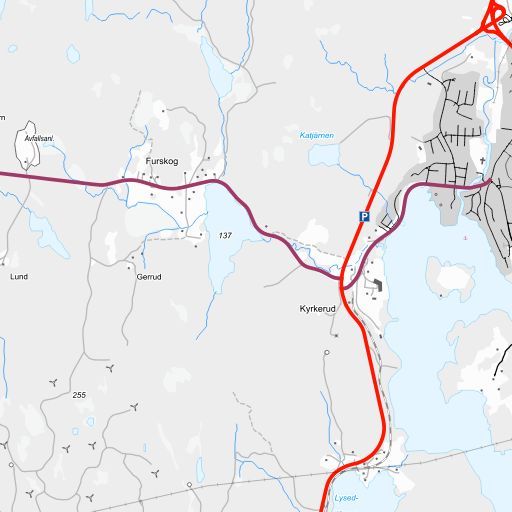 Katjärnen
Avfallsanl.
Furskog
P
137
Lund
Gerrud
Kyrkerud
255
Lysed-